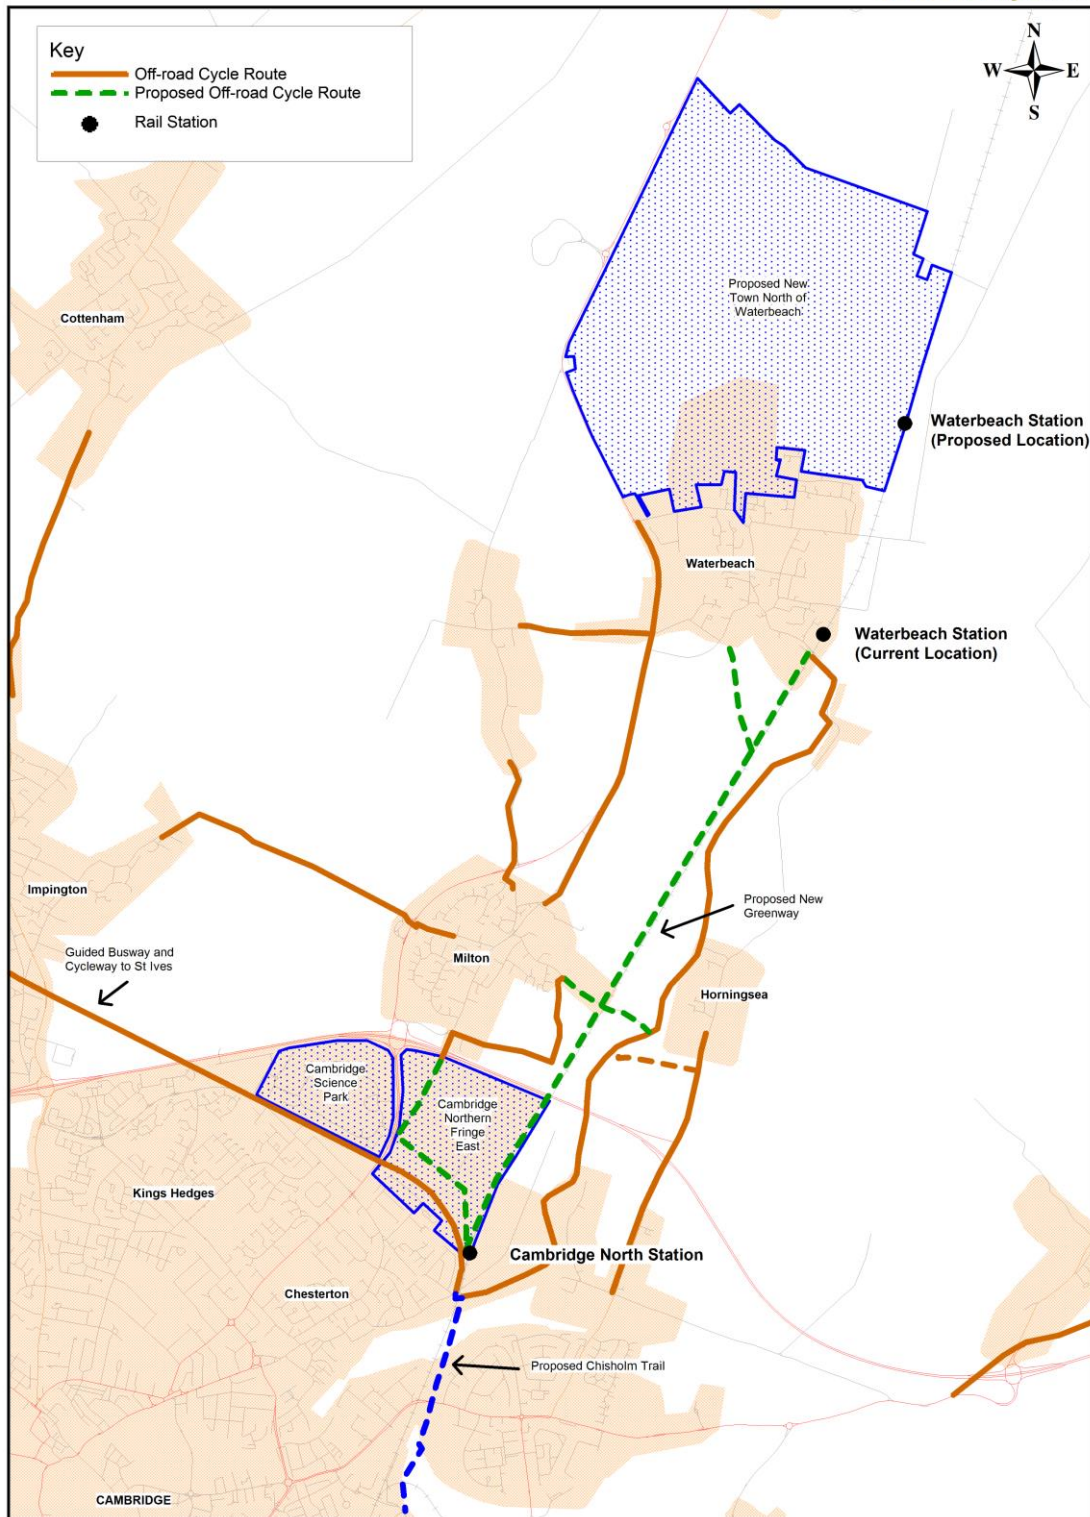 Key
Off-road Cycle Route
Proposed Off-road Cycle Route
Rail Station
N
W E
S
Proposed New
Town North of
Waterbeach
Cottenham
Waterbeach Station
(Proposed Location)
Waterbeach
Waterbeach Station
(Current Location)
Impington
Proposed New
Greenway
Guided Busway and
Cycleway to St Ives
Milton
Horningsea
Cambridge
Science
Park
Cambridge
Northern
Fringe
East
Kings Hedges
Cambridge North Station
Chesterton
Proposed Chisholm Trail
CAMBRIDGE